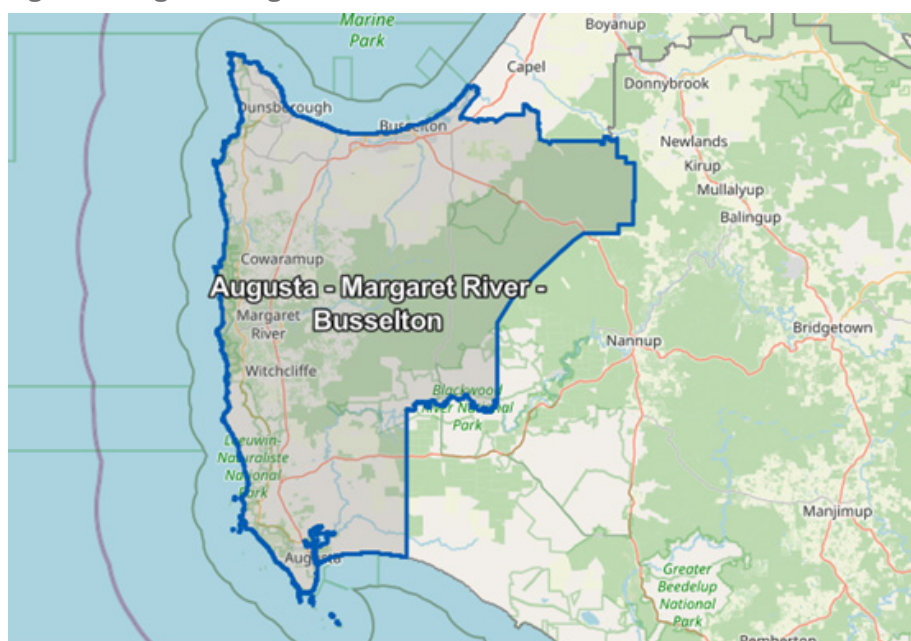 Marine
Park
Boyanup
Capel
Donnybrook
Dunsborough
Busselton
Newlands
Kirup
Mullalyup
Balingup
Cowaramup
Augusta - Margaret River -
Busselton
Margaret
River
Bridgetown
Nannup
Witchcliffe
Blackwood
River National
Park
Leeuwin-
Naturaliste
National
Park
Manjimup
Augusta
Greater
Beedelup
National
Park
Pemberton